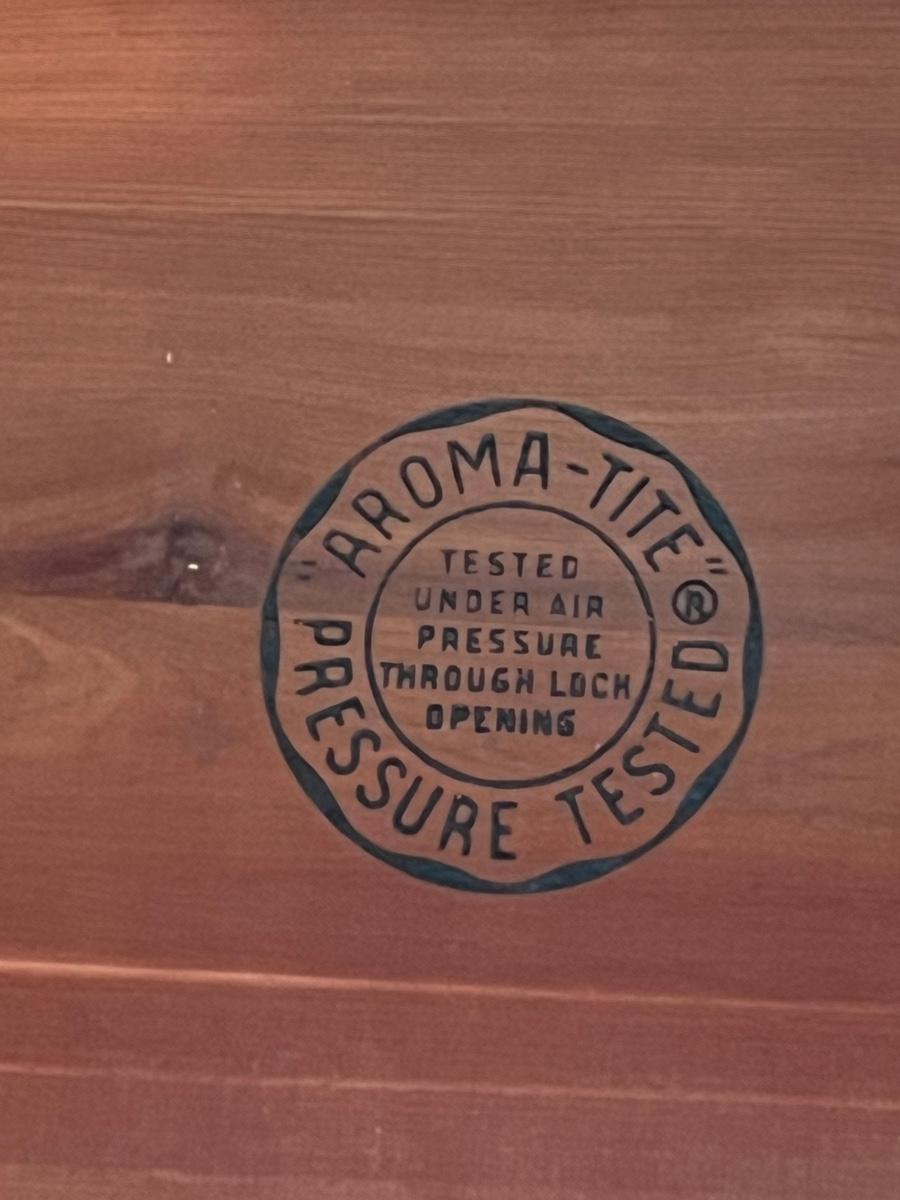 "AROMA-TITE"®
TESTED
UNDER AIR
PRESSURE
THROUGH LOCK
OPENING
PRESSURE TESTED